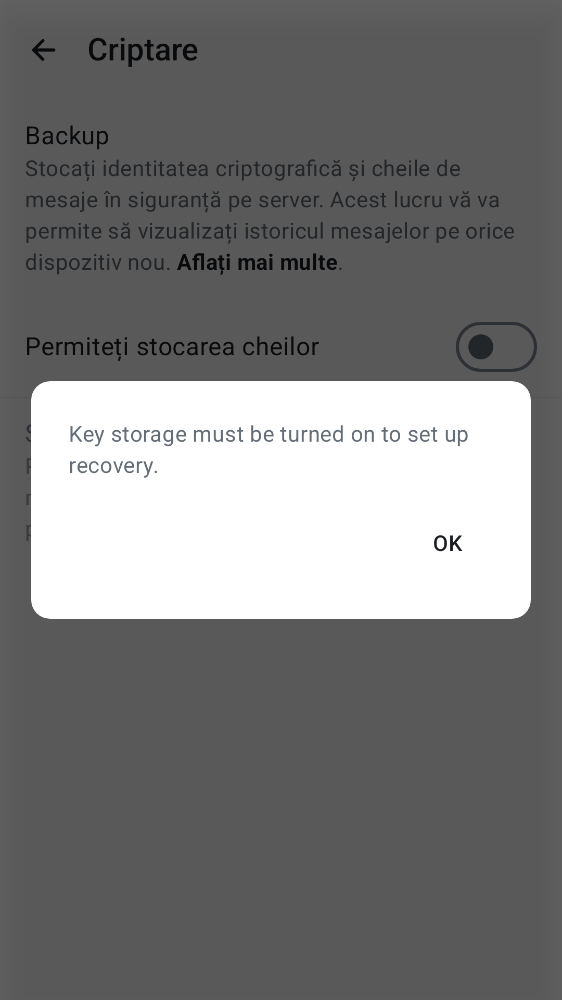 Criptare
Backup
Stocați identitatea criptografică și cheile de
mesaje în siguranță pe server. Acest lucru vă va
permite să vizualizați istoricul mesajelor pe orice
dispozitiv nou. Aflați mai multe.
Permiteți stocarea cheilor
Key storage must be turned on to set up
recovery.
OK